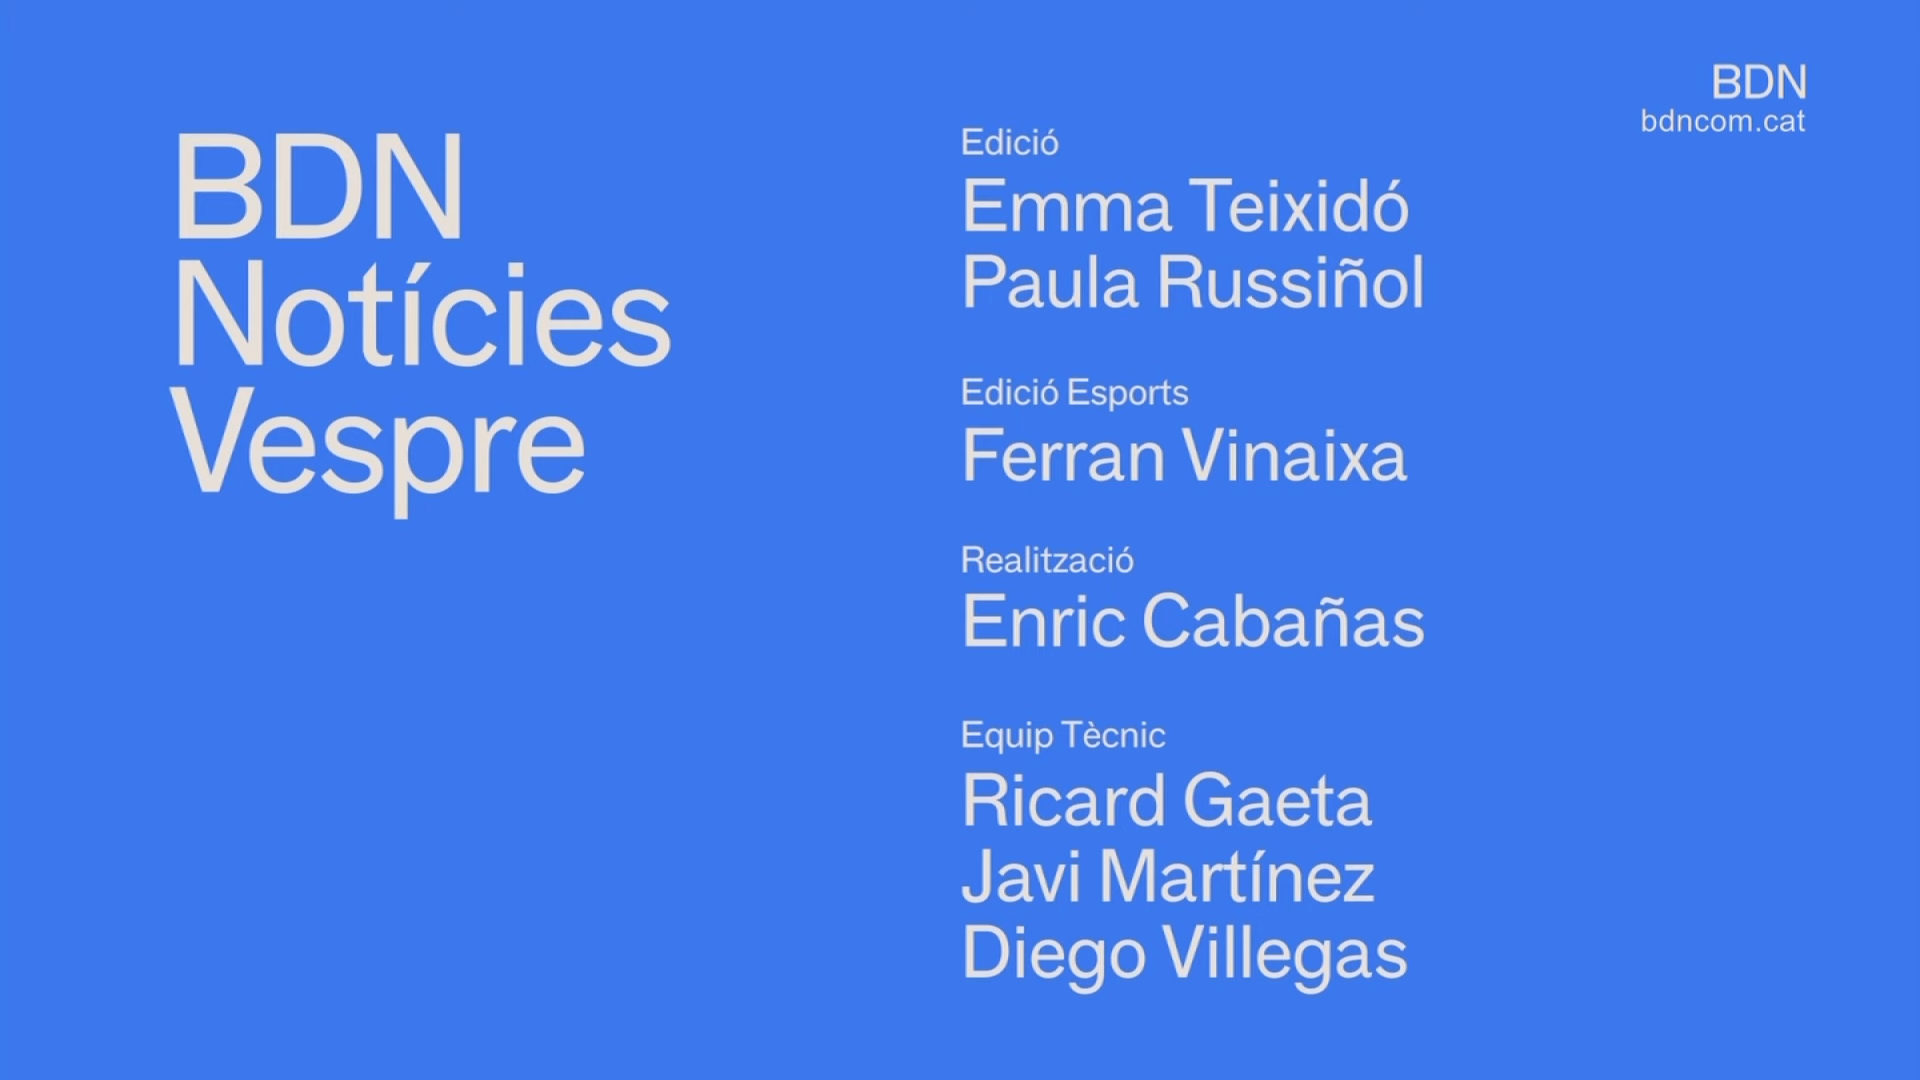 BDN
Notícies
Vespre
BDN
bdncom.cat
Edició
Emma Teixidó
Paula Russiñol
Edició Esports
Ferran Vinaixa
Realització
Enric Cabañas
Equip Tècnic
Ricard Gaeta
Javi Martínez
Diego Villegas